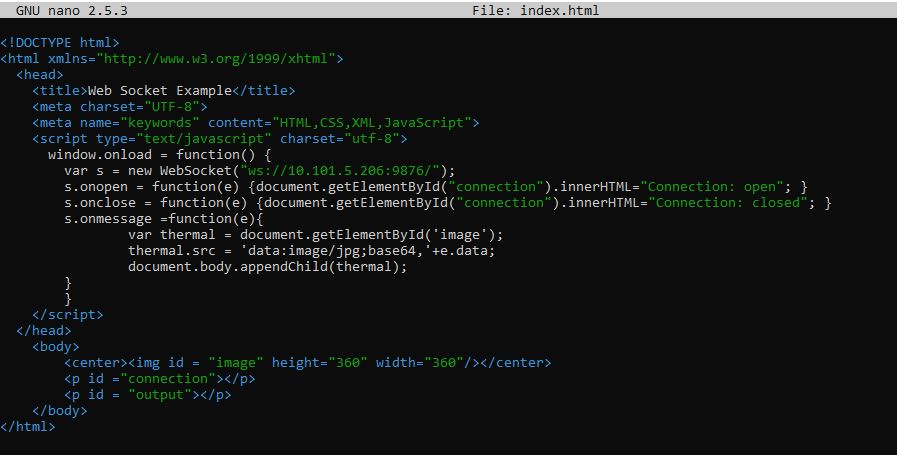 GNU nano 2.5.3 File: index.html
<!DOCTYPE html>
<html xmlns="http://www.w3.org/1999/xhtml">
  <head>
    <title>Web Socket Example</title>
    <meta charset="UTF-8">
    <meta name="keywords" content="HTML,CSS,XML,JavaScript">
    <script type="text/javascript" charset="utf-8">
      window.onload = function() {
        var s = new WebSocket("ws://10.101.5.206:9876/");
        s.onopen = function(e) {document.getElementById("connection").innerHTML="Connection: open"; }
        s.onclose = function(e) {document.getElementById("connection").innerHTML="Connection: closed"; }
        s.onmessage =function(e){
                var thermal = document.getElementById('image');
                thermal.src = 'data:image/jpg;base64,'+e.data;
                document.body.appendChild(thermal);
        }
        }
    </script>
  </head>
    <body>
        <center><img id = "image" height="360" width="360"/></center>
        <p id ="connection"></p>
        <p id = "output"></p>
    </body>
</html>